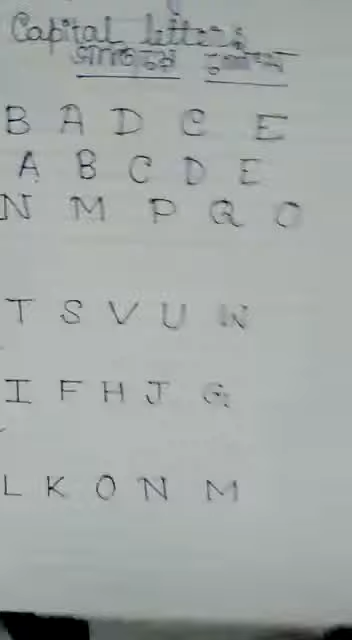 Capital letters
B A D C E
A B C D E
N M P Q O
T S V U W
I F H J G
L K O N M